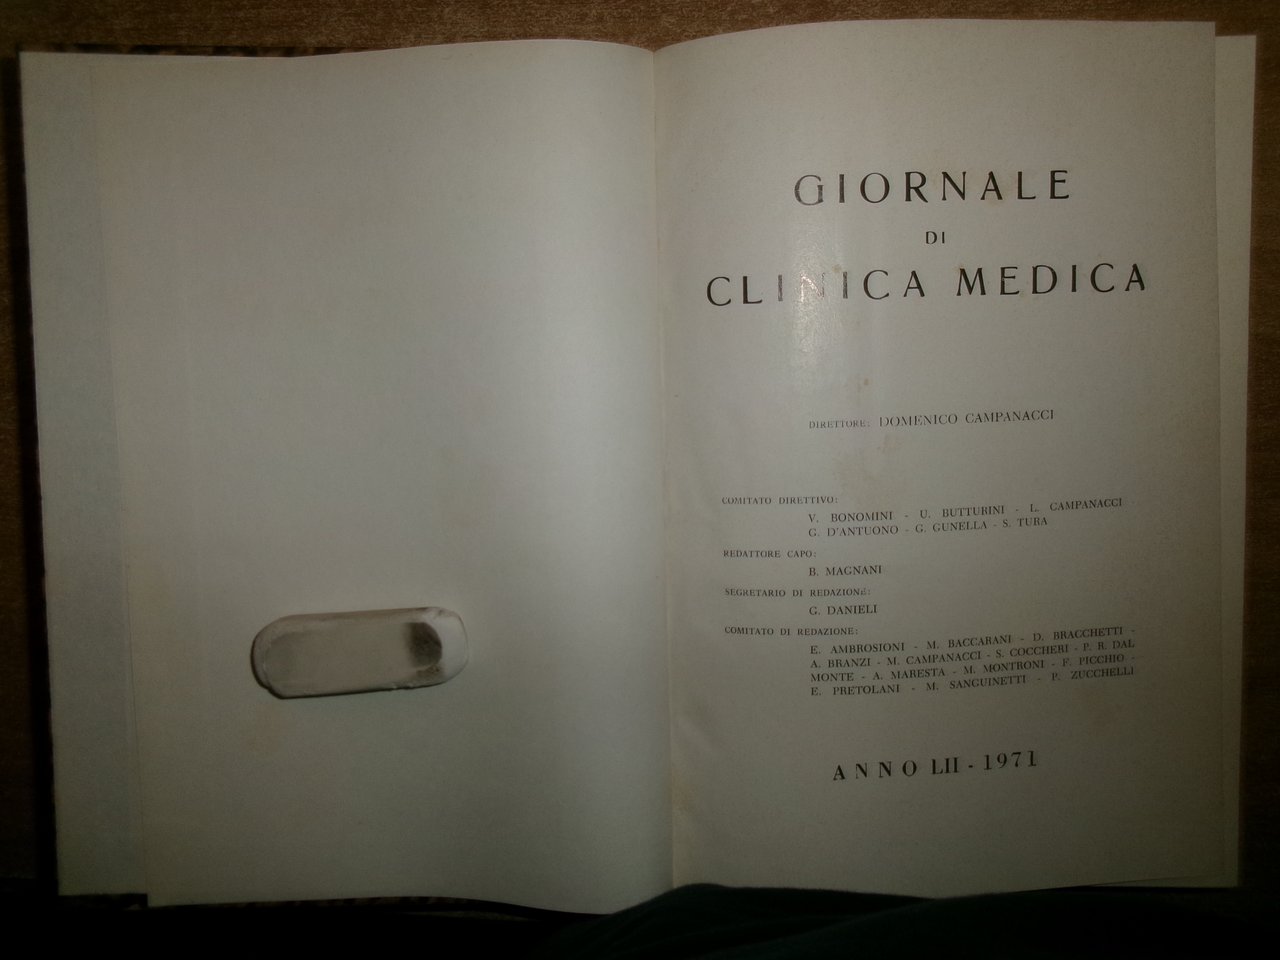 GIORNALE
DI
CLINICA MEDICA
DIRETTORE: DOMENICO CAMPANACCI
COMITATO DIRETTIVO:
V. BONOMINI - U. BUTTURINI - L. CAMPANACCI
G. D'ANTUONO - G. GUNELLA - S. TURA
REDATTORE CAPO:
B. MAGNANI
SEGRETARIO DI REDAZIONE:
G. DANIELI
COMITATO DI REDAZIONE:
E. AMBROSIONI - M. BACCARANI - D. BRACCHETTI -
A. BRANZI - M. CAMPANACCI - S. COCCHERI - P. R. DAL
MONTE - A. MARESTA - M. MONTRONI - F. PICCHIO -
E. PRETOLANI - M. SANGUINETTI - P. ZUCCHELLI
ANNO LII - 1971